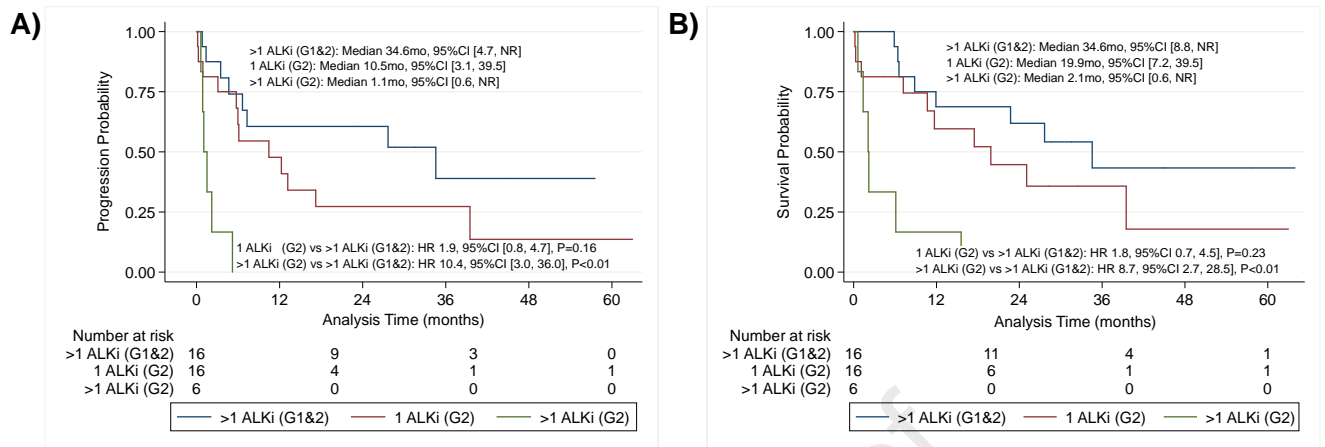 A)
1.00
0.75
0.50
0.25
0.00
Progression Probability
>1 ALKi (G1&2): Median 34.6mo, 95%CI [4.7, NR]
1 ALKi (G2): Median 10.5mo, 95%CI [3.1, 39.5]
>1 ALKi (G2): Median 1.1mo, 95%CI [0.6, NR]
1 ALKi (G2) vs >1 ALKi (G1&2): HR 1.9, 95%CI [0.8, 4.7], P=0.16
>1 ALKi (G2) vs >1 ALKi (G1&2): HR 10.4, 95%CI [3.0, 36.0], P<0.01
0 12 24 36 48 60
Analysis Time (months)
Number at risk
>1 ALKi (G1&2) 16 9 3 0
1 ALKi (G2) 16 4 1 1
>1 ALKi (G2) 6 0 0 0
>1 ALKi (G1&2) 1 ALKi (G2) >1 ALKi (G2)
B)
1.00
0.75
0.50
0.25
0.00
Survival Probability
>1 ALKi (G1&2): Median 34.6mo, 95%CI [8.8, NR]
1 ALKi (G2): Median 19.9mo, 95%CI [7.2, 39.5]
>1 ALKi (G2): Median 2.1mo, 95%CI [0.6, NR]
1 ALKi (G2) vs >1 ALKi (G1&2): HR 1.8, 95%CI 0.7, 4.5], P=0.23
>1 ALKi (G2) vs >1 ALKi (G1&2): HR 8.7, 95%CI 2.7, 28.5], P<0.01
0 12 24 36 48 60
Analysis Time (months)
Number at risk
>1 ALKi (G1&2) 16 11 4 1
1 ALKi (G2) 16 6 1 1
>1 ALKi (G2) 6 0 0 0
>1 ALKi (G1&2) 1 ALKi (G2) >1 ALKi (G2)